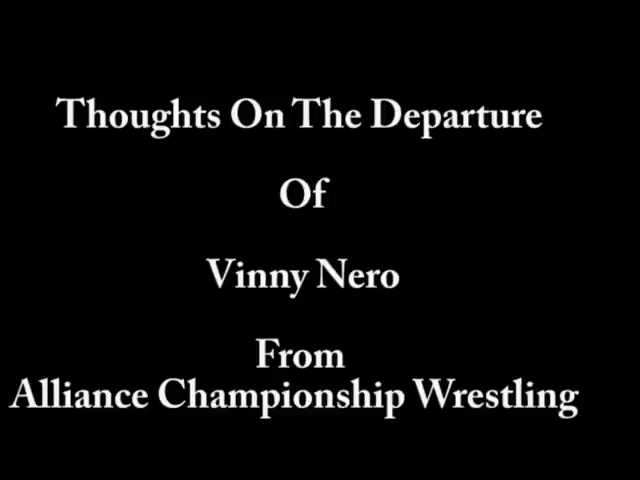 Thoughts On The Departure
Of
Vinny Nero
From
Alliance Championship Wrestling